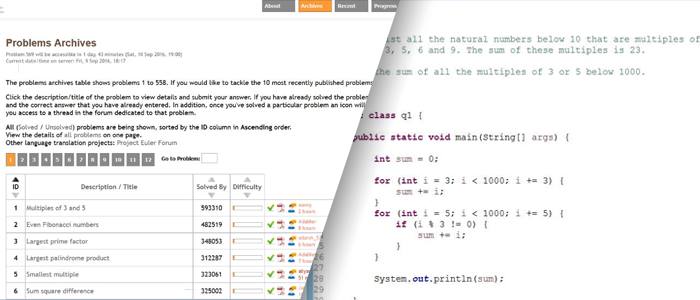 About
Archives
Recent
Progress
Problems Archives
Problem 569 will be accessible in 1 day, 43 minutes (Sat, 10 Sep 2016, 19:00)
Current date/time on server: Fri, 9 Sep 2016, 18:17
The problems archives table shows problems 1 to 558. If you would like to tackle the 10 most recently published problems
Click the description/title of the problem to view details and submit your answer. If you have already solved the problem
and the correct answer that you have already entered. In addition, once you've solved a particular problem an icon will
you access to a thread in the forum dedicated to that problem.
All (Solved / Unsolved) problems are being shown, sorted by the ID column in Ascending order.
View the details of all problems on one page.
Other language translation projects: Project Euler Forum
1 2 3 4 5 6 7 8 9 10 11 12 Go to Problem:
ID Description / Title Solved By Difficulty
1 Multiples of 3 and 5 593310
2 Even Fibonacci numbers 482519
3 Largest prime factor 348053
4 Largest palindrome product 312287
5 Smallest multiple 323061
6 Sum square difference 325002
ist all the natural numbers below 10 that are multiples of
3, 5, 6 and 9. The sum of these multiples is 23.
he sum of all the multiples of 3 or 5 below 1000.
class q1 {
public static void main(String[] args) {
int sum = 0;
for (int i = 3; i < 1000; i += 3) {
sum += i;
}
for (int i = 5; i < 1000; i += 5) {
if (i % 3 != 0) {
sum += i;
}
}
System.out.println(sum);
26
27
28
29